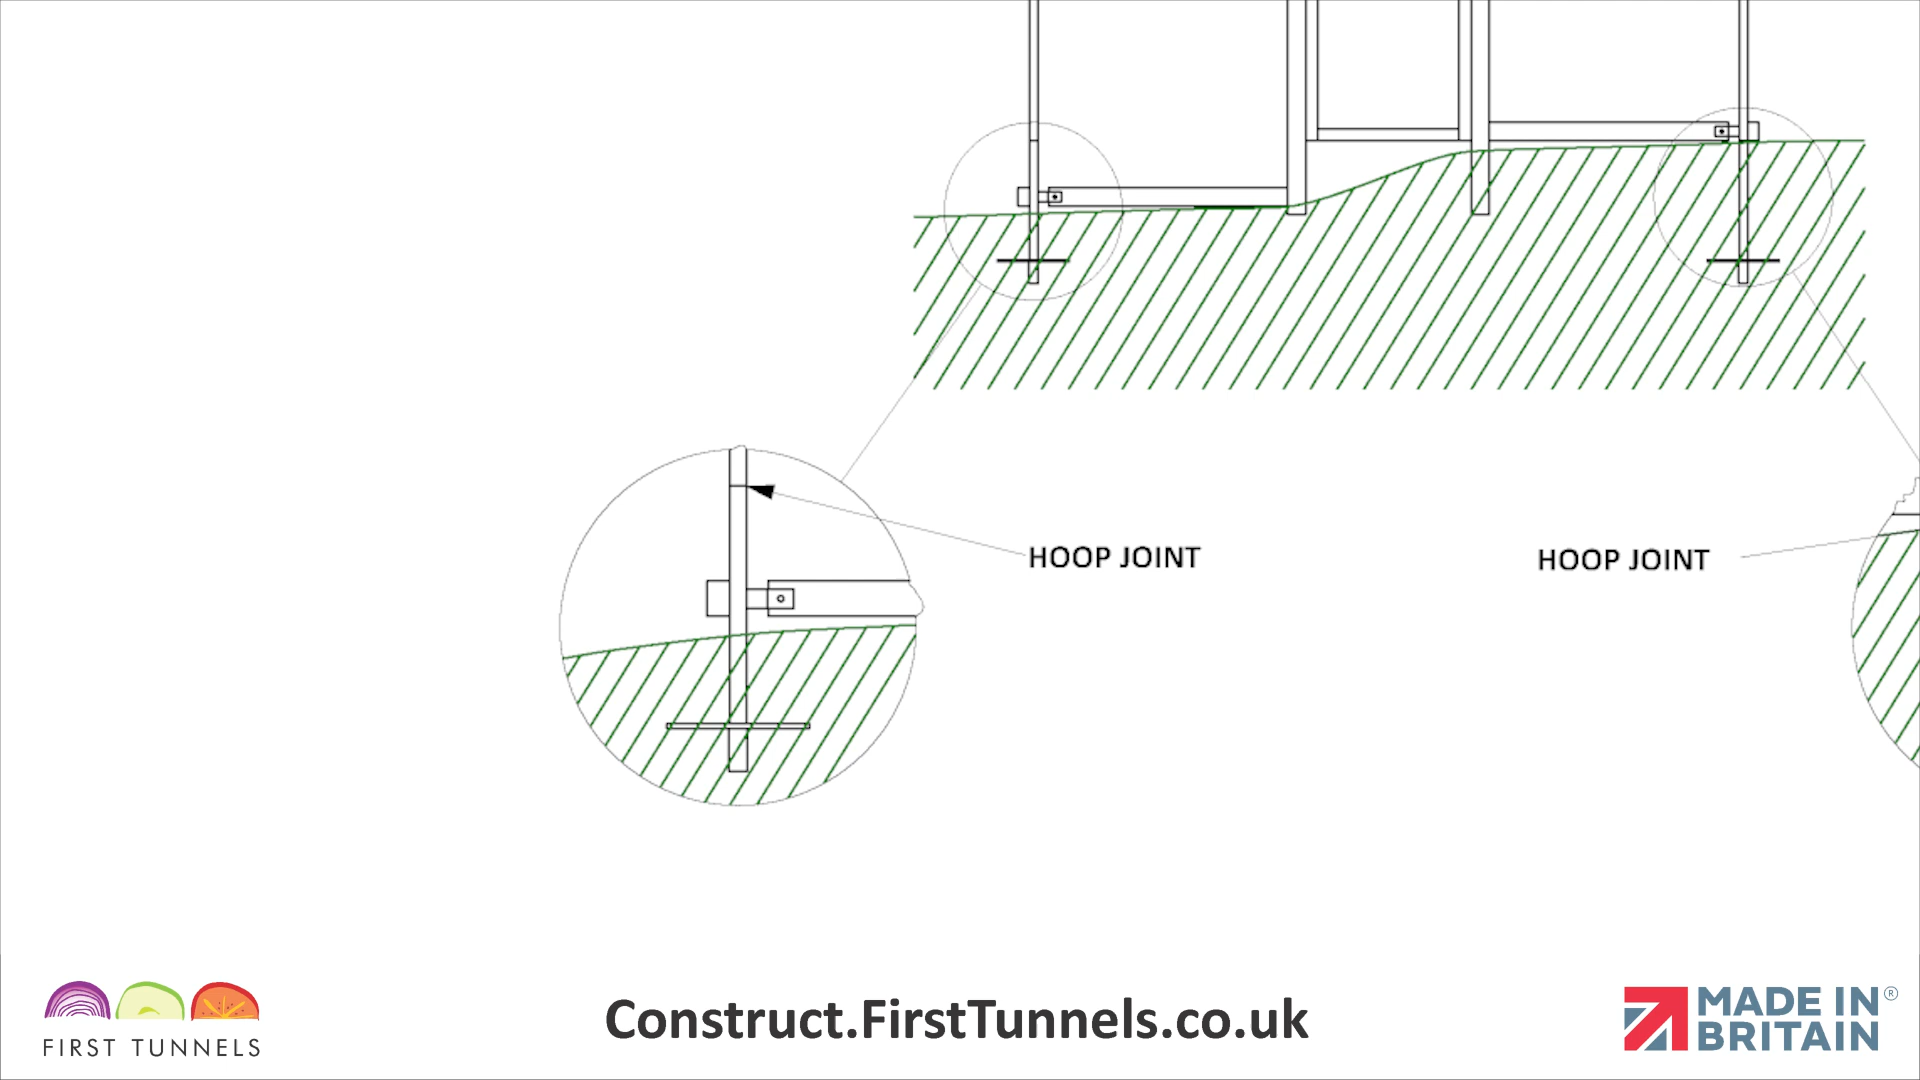 HOOP JOINT
HOOP JOINT
FIRST TUNNELS
Construct.FirstTunnels.co.uk
MADE IN ®
BRITAIN